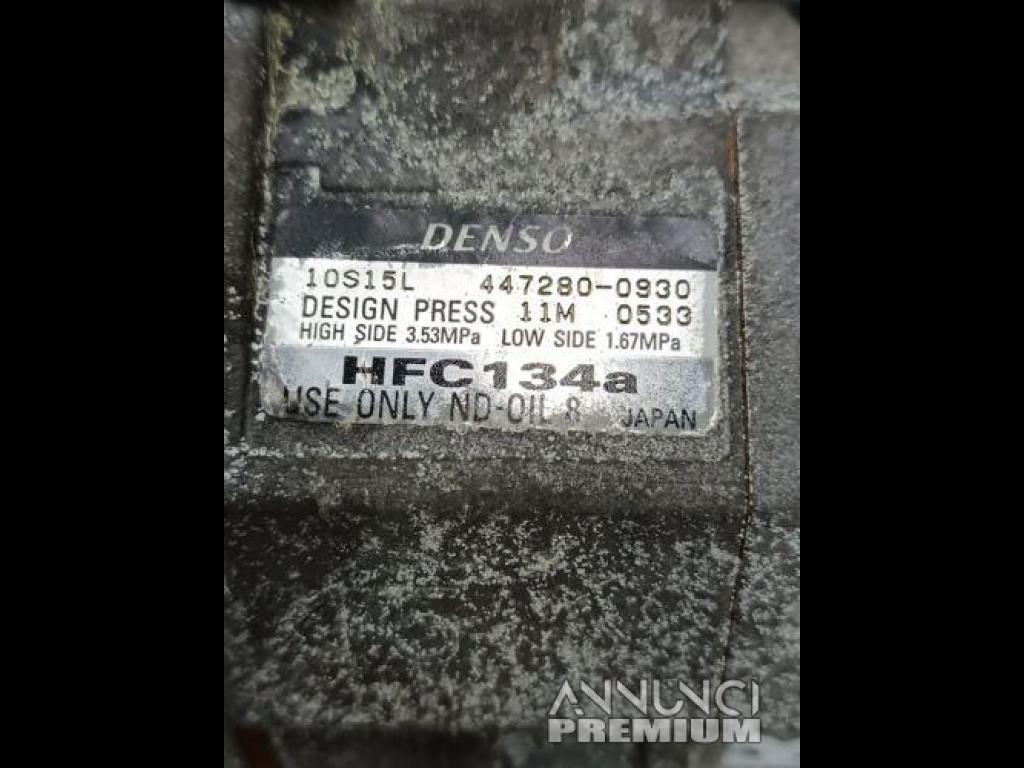 DENSO
10S15L 447280-0930
DESIGN PRESS 11M 0533
HIGH SIDE 3.53MPa LOW SIDE 1.67MPa
HFC134a
USE ONLY ND-OIL 8 JAPAN
ANNUNCI
PREMIUM